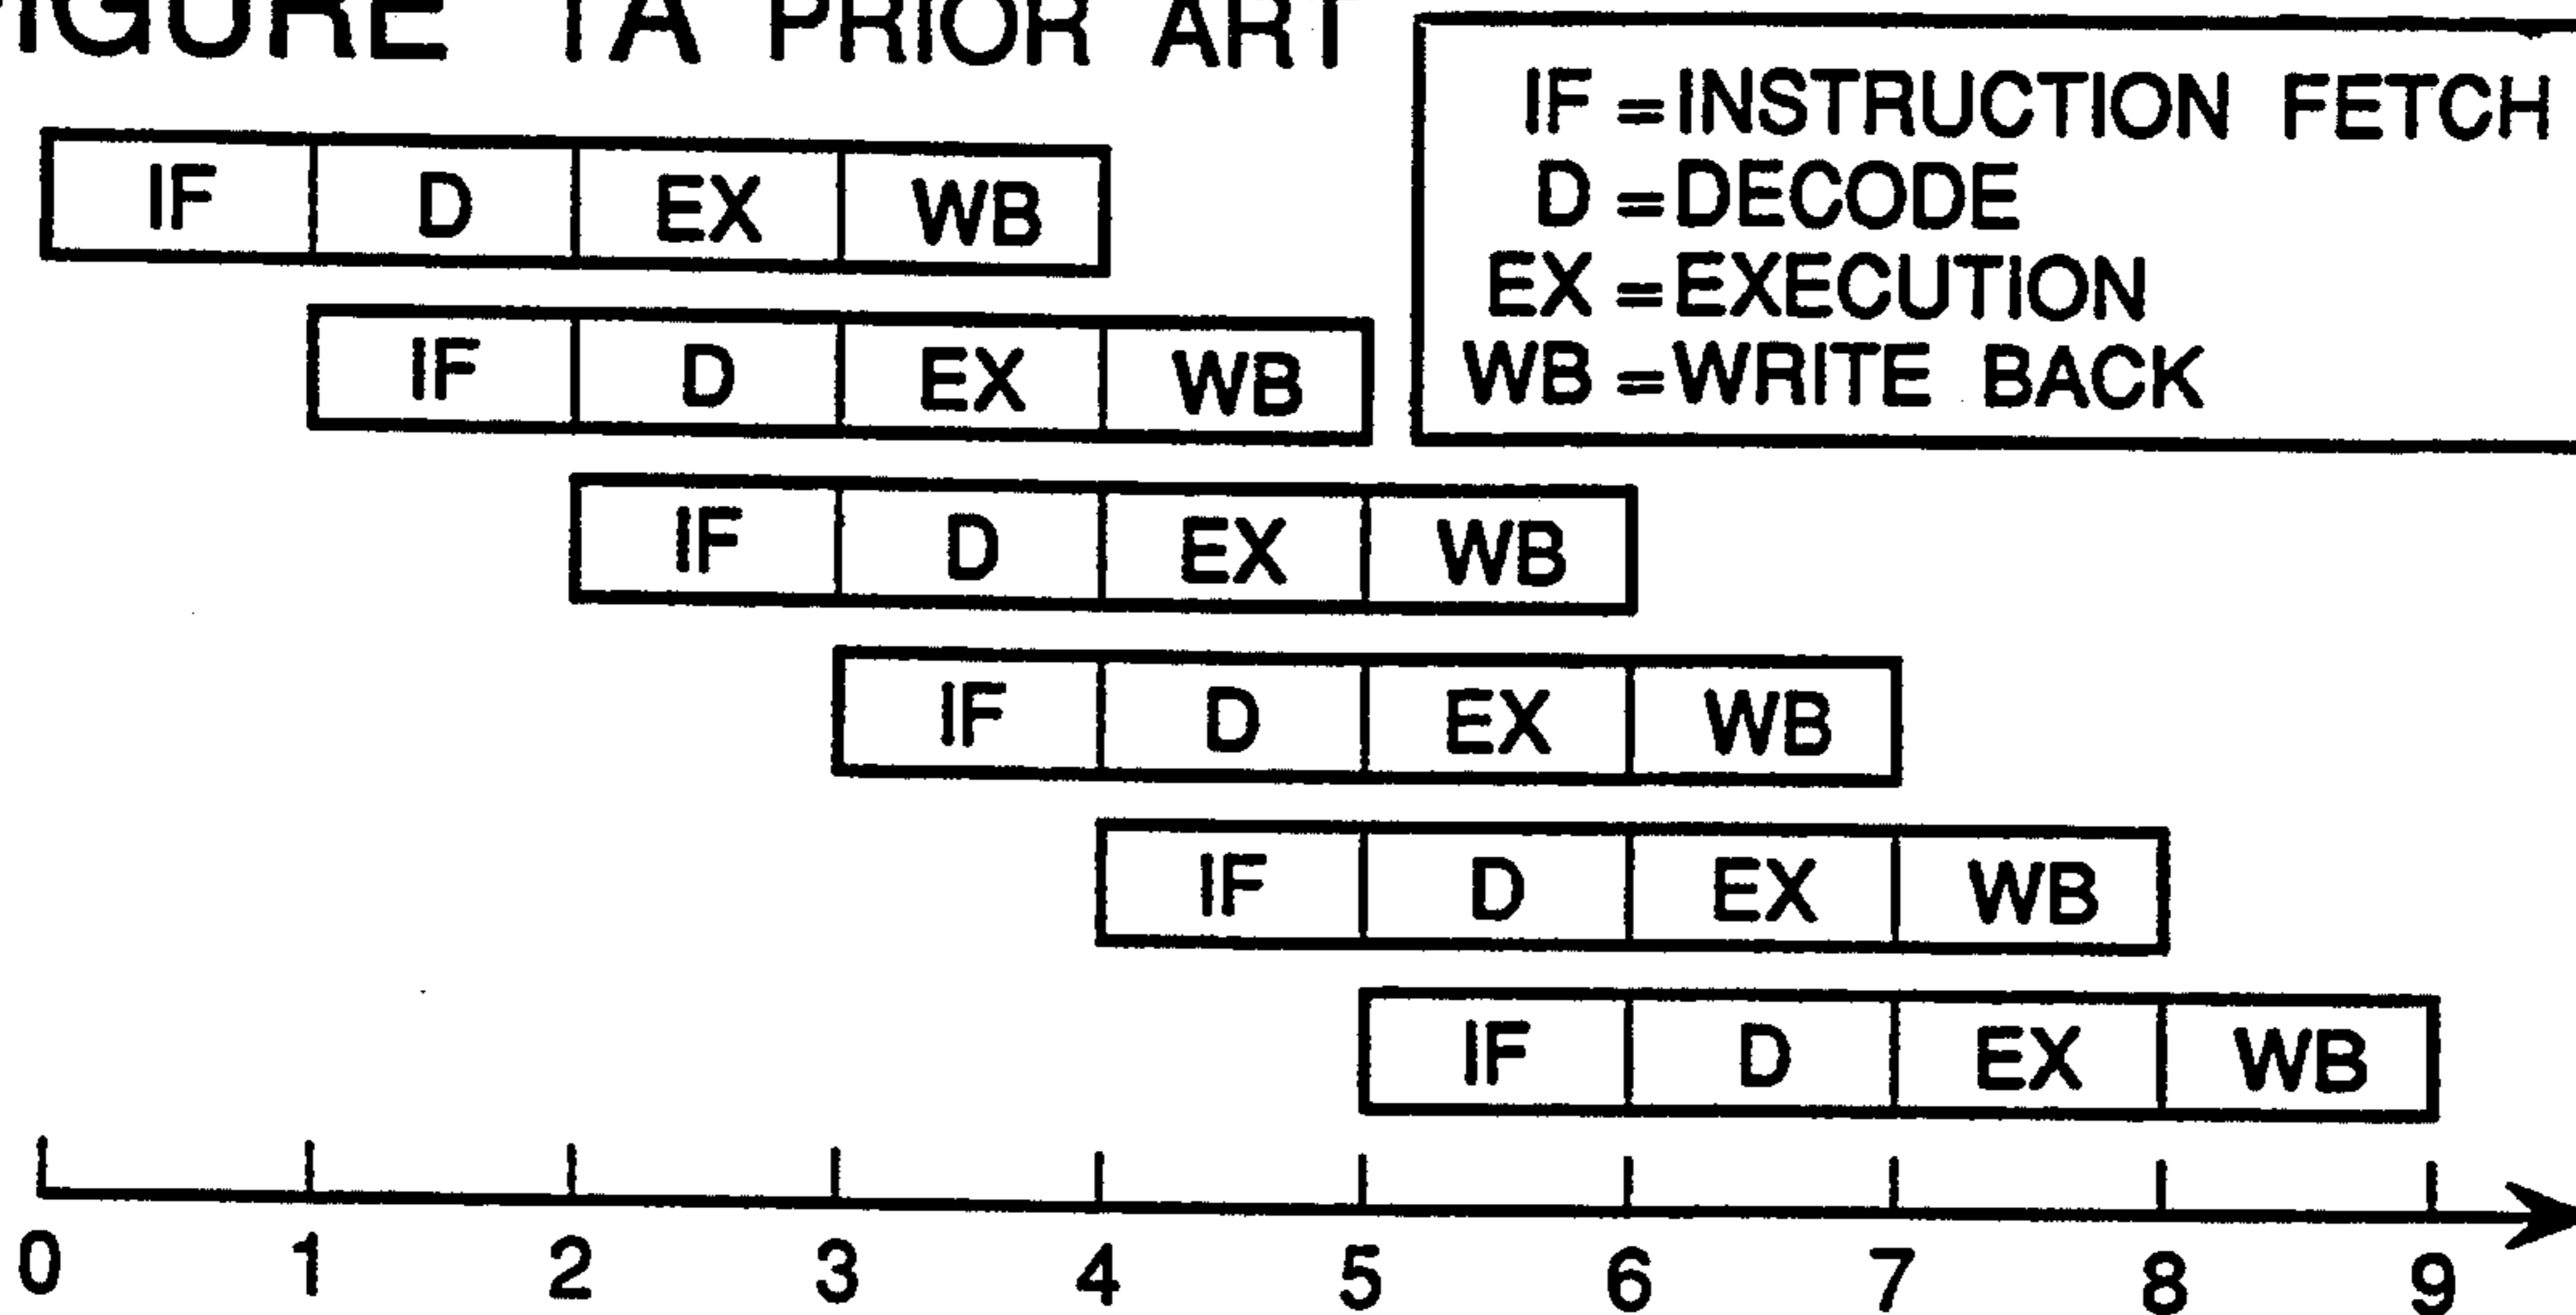 FIGURE 1A PRIOR ART
IF = INSTRUCTION FETCH
D = DECODE
EX = EXECUTION
WB = WRITE BACK
IF D EX WB
IF D EX WB
IF D EX WB
IF D EX WB
IF D EX WB
IF D EX WB
0 1 2 3 4 5 6 7 8 9